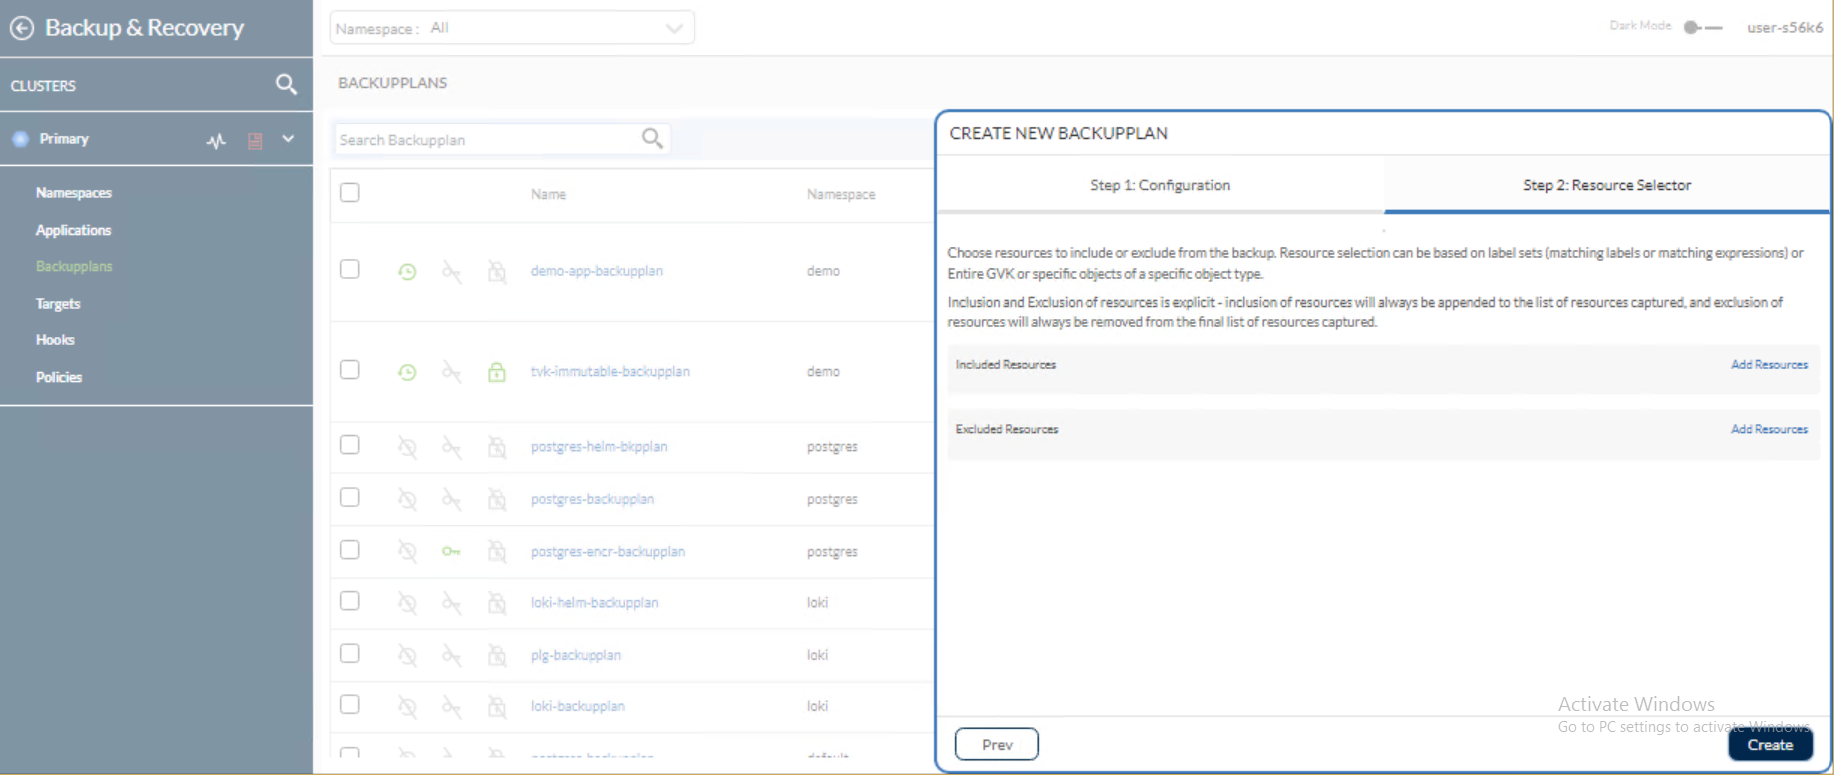 Backup & Recovery
Namespace : All
Dark Mode
user-s56k6
CLUSTERS
BACKUPPLANS
Primary
Search Backupplan
Namespaces
Applications
Backupplans
Targets
Hooks
Policies
Name Namespace
demo-app-backupplan demo
tvk-immutable-backupplan demo
postgres-helm-bkpplan postgres
postgres-backupplan postgres
postgres-encr-backupplan postgres
loki-helm-backupplan loki
plg-backupplan loki
loki-backupplan loki
CREATE NEW BACKUPPLAN
Step 1: Configuration Step 2: Resource Selector
Choose resources to include or exclude from the backup. Resource selection can be based on label sets (matching labels or matching expressions) or
Entire GVK or specific objects of a specific object type.
Inclusion and Exclusion of resources is explicit - inclusion of resources will always be appended to the list of resources captured, and exclusion of
resources will always be removed from the final list of resources captured.
Included Resources Add Resources
Excluded Resources Add Resources
Activate Windows
Go to PC settings to activate Windows.
Prev Create